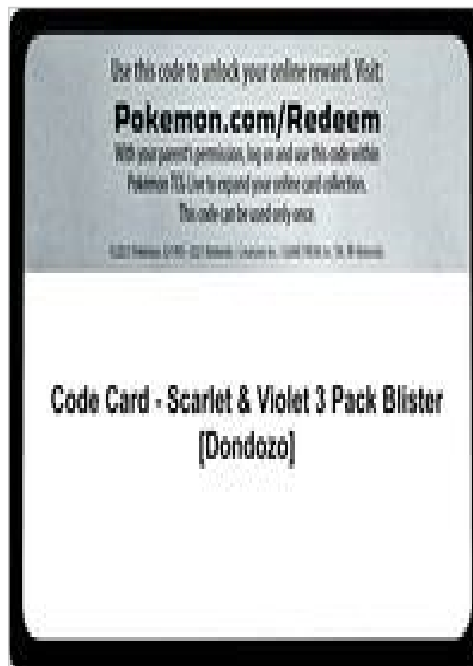 Use this code to unlock your online reward. Visit:
Pokemon.com/Redeem
With your parent's permission, log on and use this code within
Pokémon TCG Live to expand your online card collection.
This code can be used only once.
Code Card - Scarlet & Violet 3 Pack Blister
[Dondozo]